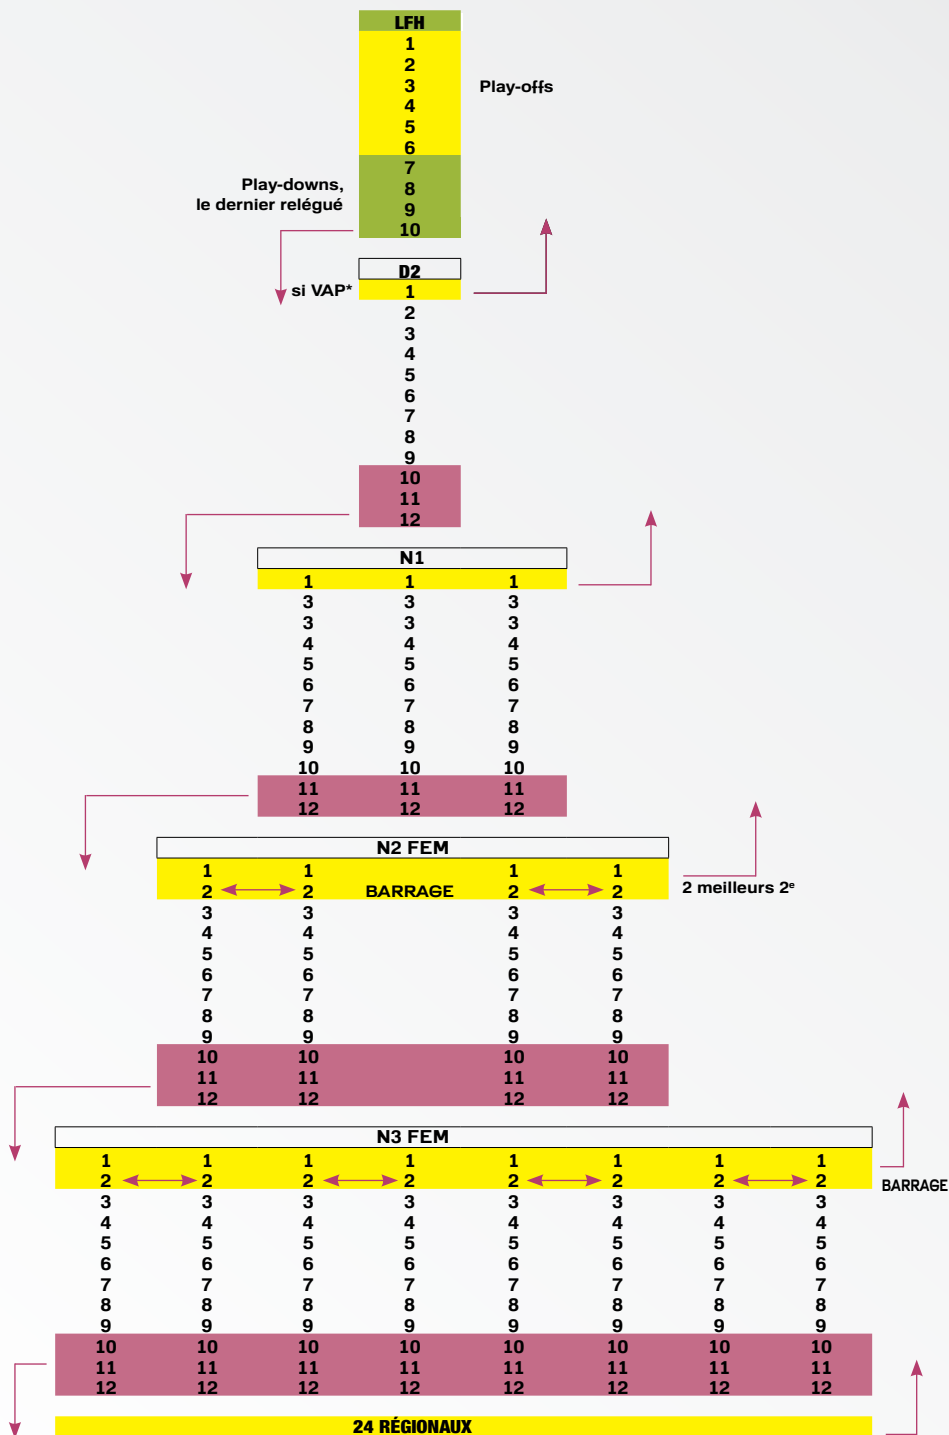 LFH
1
2
3 Play-offs
4
5
6
7
Play-downs, 8
le dernier relégué 9
10
D2
si VAP* 1
2
3
4
5
6
7
8
9
10
11
12
N1
1 1 1
3 3 3
3 3 3
4 4 4
5 5 5
6 6 6
7 7 7
8 8 8
9 9 9
10 10 10
11 11 11
12 12 12
N2 FEM
1 1 1 1
2 2 BARRAGE 2 2 2 meilleurs 2e
3 3 3 3
4 4 4 4
5 5 5 5
6 6 6 6
7 7 7 7
8 8 8 8
9 9 9 9
10 10 10 10
11 11 11 11
12 12 12 12
N3 FEM
1 1 1 1 1 1 1 1
2 2 2 2 2 2 2 2 BARRAGE
3 3 3 3 3 3 3 3
4 4 4 4 4 4 4 4
5 5 5 5 5 5 5 5
6 6 6 6 6 6 6 6
7 7 7 7 7 7 7 7
8 8 8 8 8 8 8 8
9 9 9 9 9 9 9 9
10 10 10 10 10 10 10 10
11 11 11 11 11 11 11 11
12 12 12 12 12 12 12 12
24 RÉGIONAUX